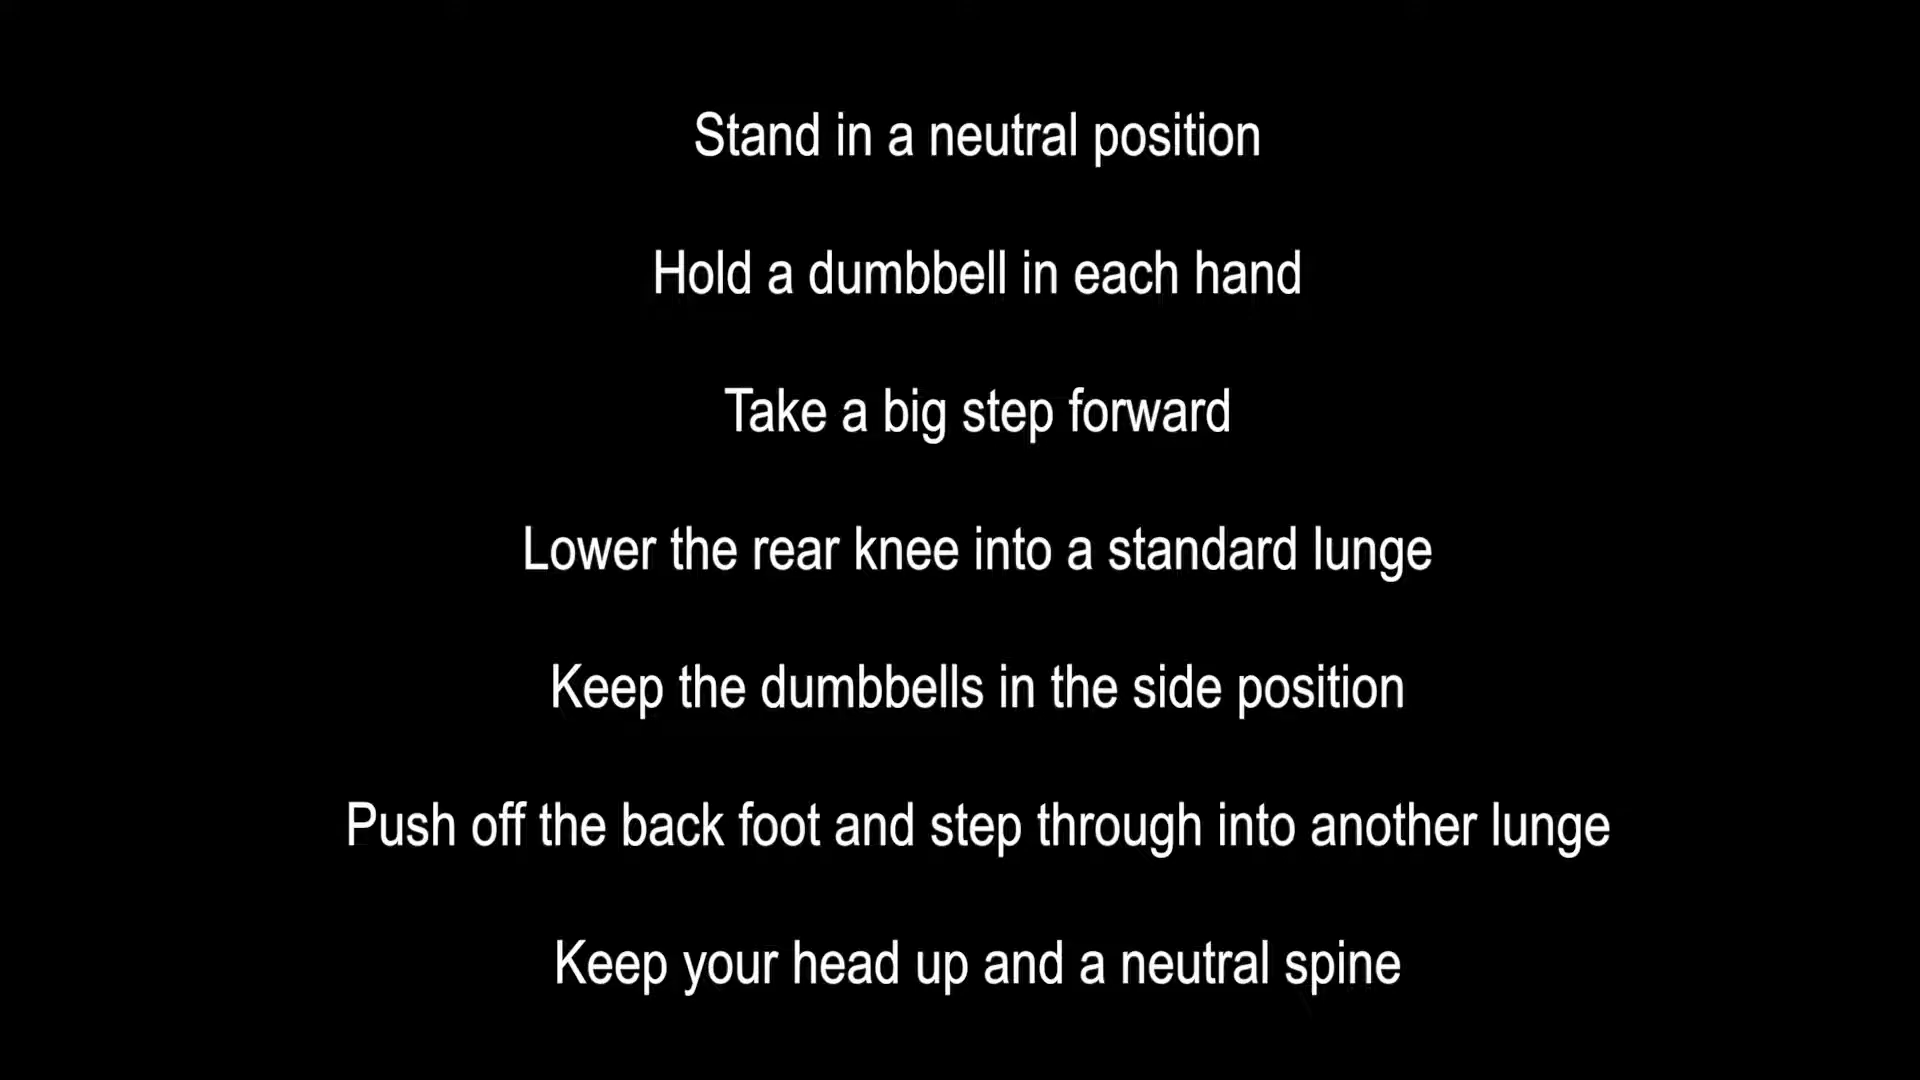 Stand in a neutral position
Hold a dumbbell in each hand
Take a big step forward
Lower the rear knee into a standard lunge
Keep the dumbbells in the side position
Push off the back foot and step through into another lunge
Keep your head up and a neutral spine